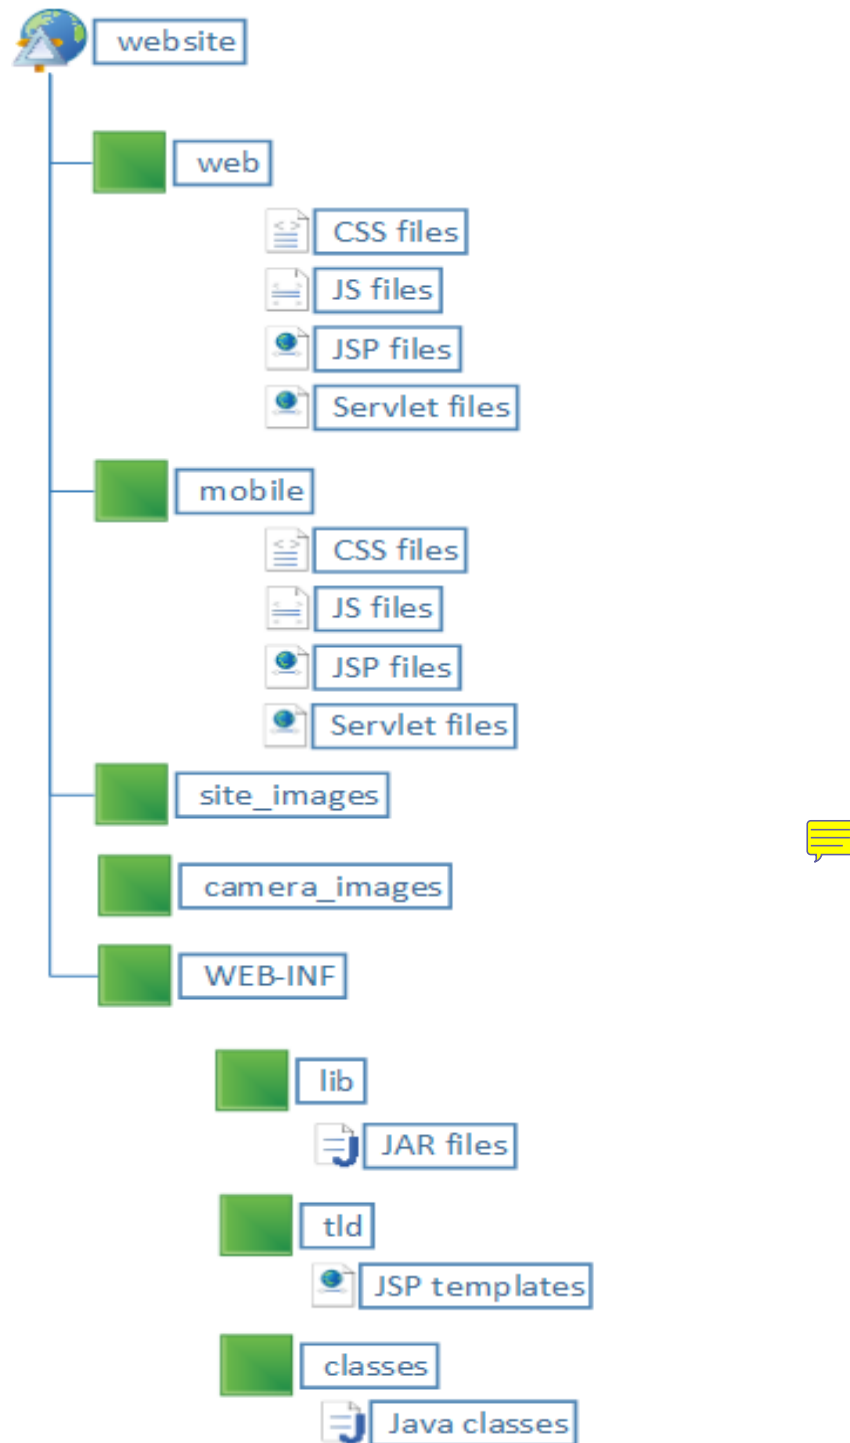 website
web
CSS files
JS files
JSP files
Servlet files
mobile
CSS files
JS files
JSP files
Servlet files
site_images
camera_images
WEB-INF
lib
JAR files
tld
JSP templates
classes
Java classes